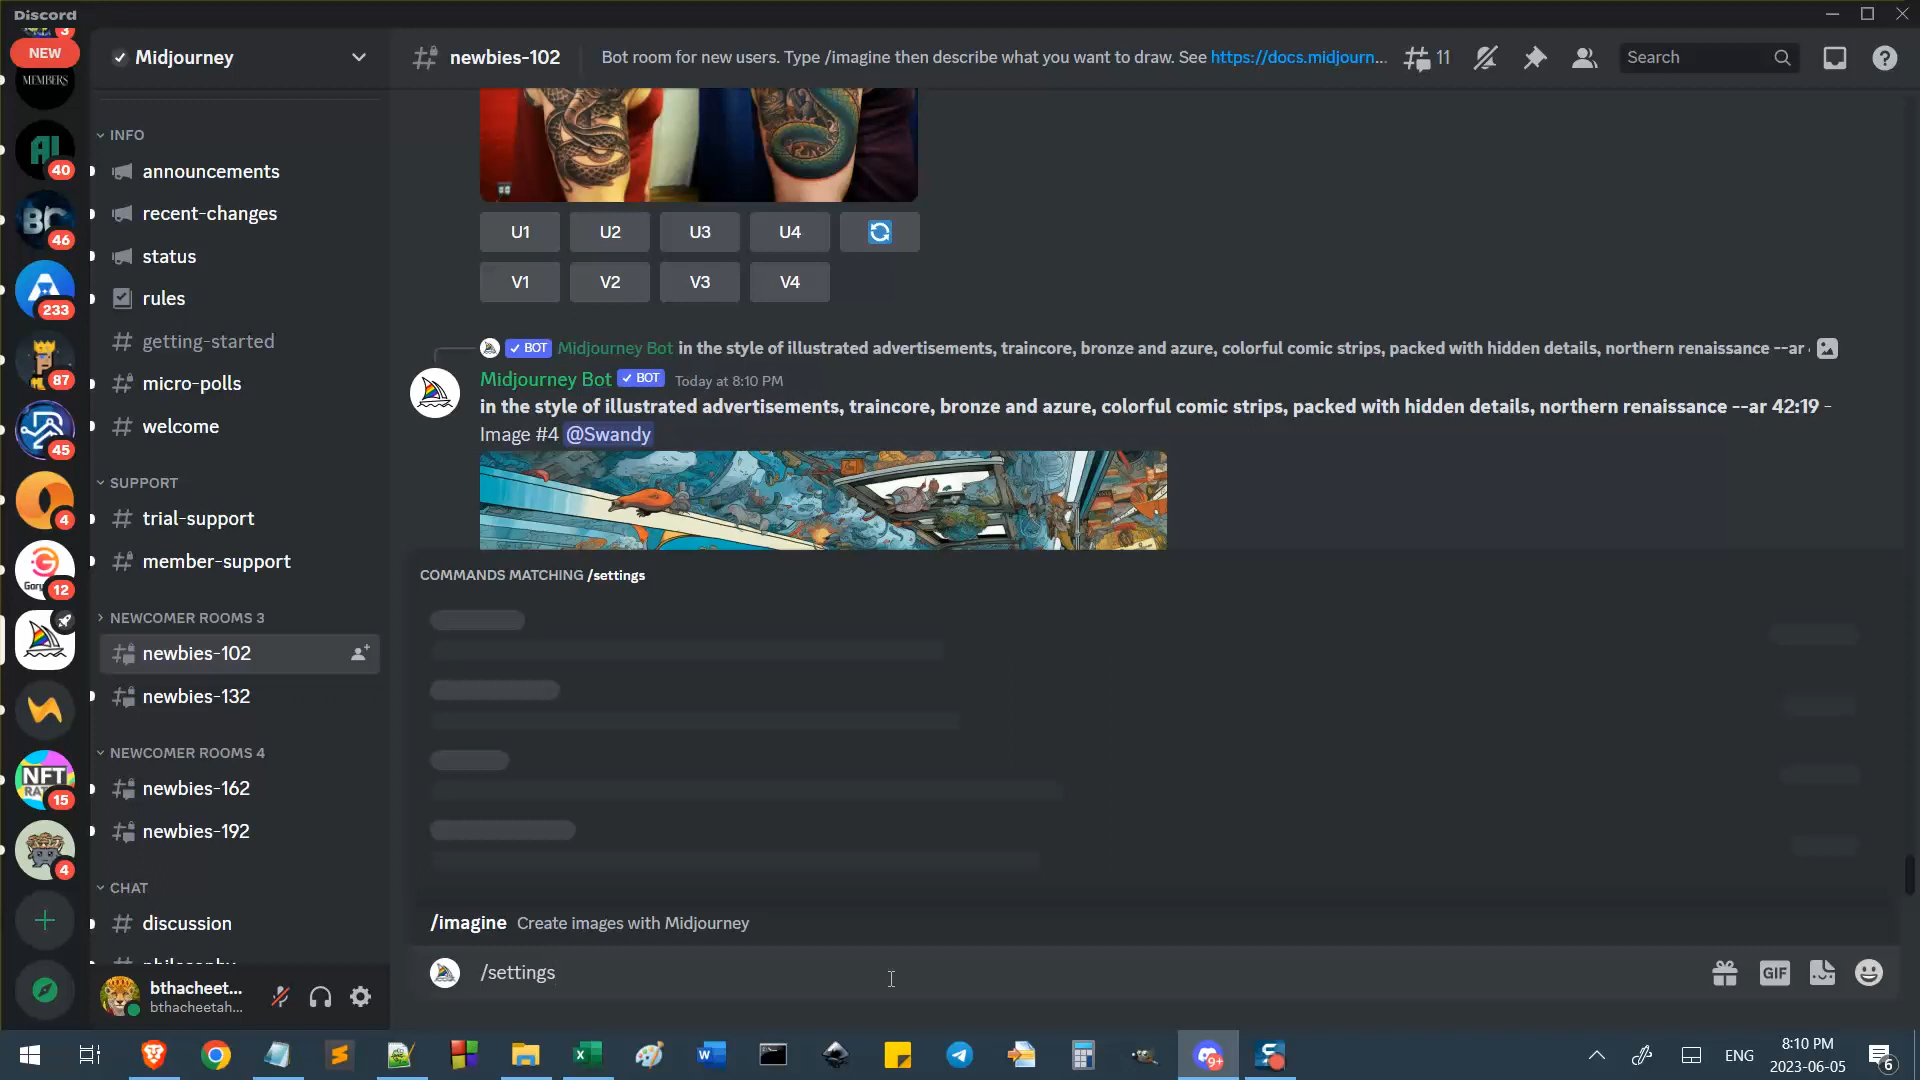 Discord
3
NEW
MEMBERS
40
46
233
87
45
4
12
15
4
Midjourney
INFO
announcements
recent-changes
status
rules
getting-started
micro-polls
welcome
SUPPORT
trial-support
member-support
NEWCOMER ROOMS 3
newbies-102
newbies-132
NEWCOMER ROOMS 4
newbies-162
newbies-192
CHAT
discussion
philosophy
bthacheet...
bthacheetah...
newbies-102
Bot room for new users. Type /imagine then describe what you want to draw. See https://docs.midjourn...
11
Search
U1 U2 U3 U4
V1 V2 V3 V4
BOT Midjourney Bot in the style of illustrated advertisements, traincore, bronze and azure, colorful comic strips, packed with hidden details, northern renaissance --ar
Midjourney Bot BOT Today at 8:10 PM
in the style of illustrated advertisements, traincore, bronze and azure, colorful comic strips, packed with hidden details, northern renaissance --ar 42:19 -
Image #4 @Swandy
COMMANDS MATCHING /settings
/imagine Create images with Midjourney
/settings
GIF
9+
ENG
8:10 PM
2023-06-05
6